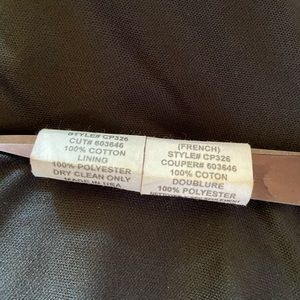 STYLE# CP326
CUT# 603646
100% COTTON
LINING
100% POLYESTER
DRY CLEAN ONLY
MADE IN USA
(FRENCH)
STYLE# CP326
COUPER# 603646
100% COTON
DOUBLURE
100% POLYESTER